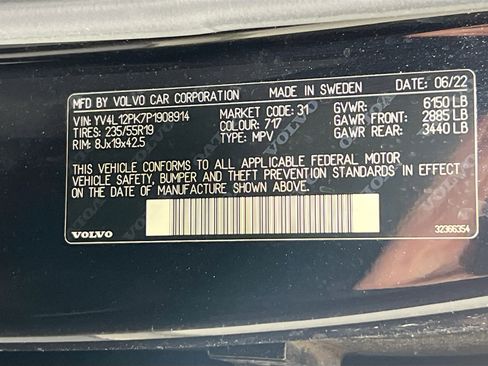 MFD BY VOLVO CAR CORPORATION MADE IN SWEDEN DATE: 06/22
VIN: YV4L12PK7P1908914 MARKET CODE: 31 GVWR: 6150 LB
TIRES: 235/55R19 COLOUR: 717 GAWR FRONT: 2885 LB
RIM: 8Jx19x42.5 TYPE: MPV GAWR REAR: 3440 LB
THIS VEHICLE CONFORMS TO ALL APPLICABLE FEDERAL MOTOR
VEHICLE SAFETY, BUMPER AND THEFT PREVENTION STANDARDS IN EFFECT
ON THE DATE OF MANUFACTURE SHOWN ABOVE.
VOLVO 32366354